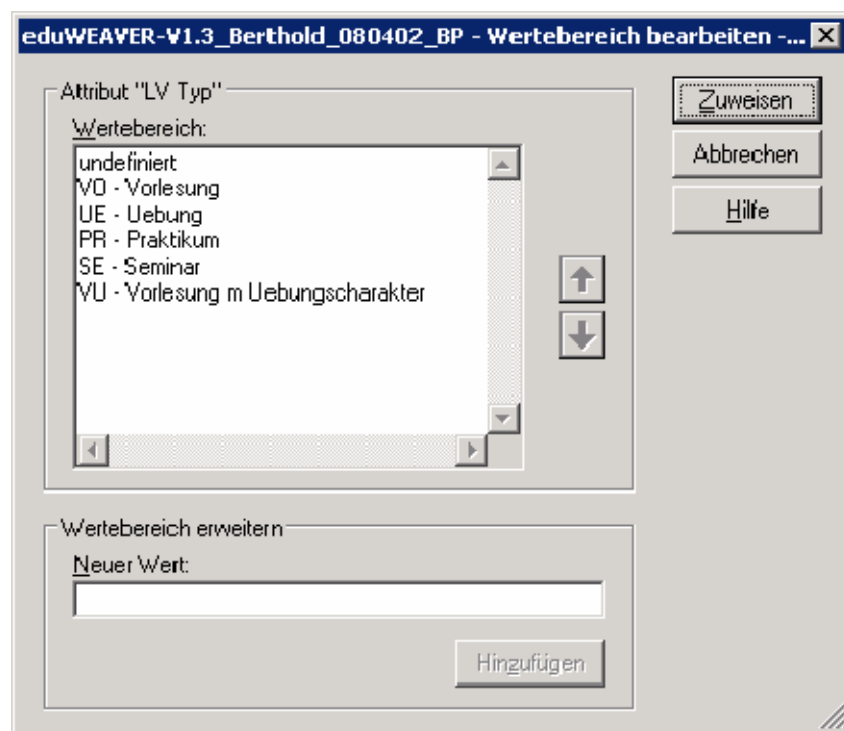 eduWEAVER-V1.3_Berthold_080402_BP - Wertebereich bearbeiten -...
Attribut "LV Typ"
Wertebereich:
undefiniert
VO - Vorlesung
UE - Uebung
PR - Praktikum
SE - Seminar
VU - Vorlesung m Uebungscharakter
Zuweisen
Abbrechen
Hilfe
Wertebereich erweitern
Neuer Wert:
Hinzufügen